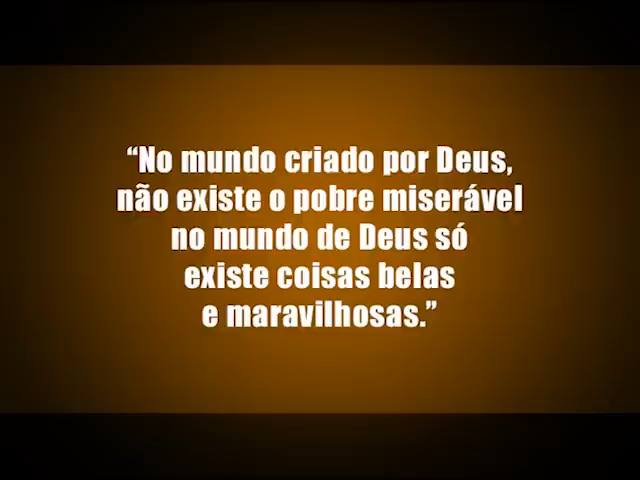 “No mundo criado por Deus,
não existe o pobre miserável
no mundo de Deus só
existe coisas belas
e maravilhosas.”